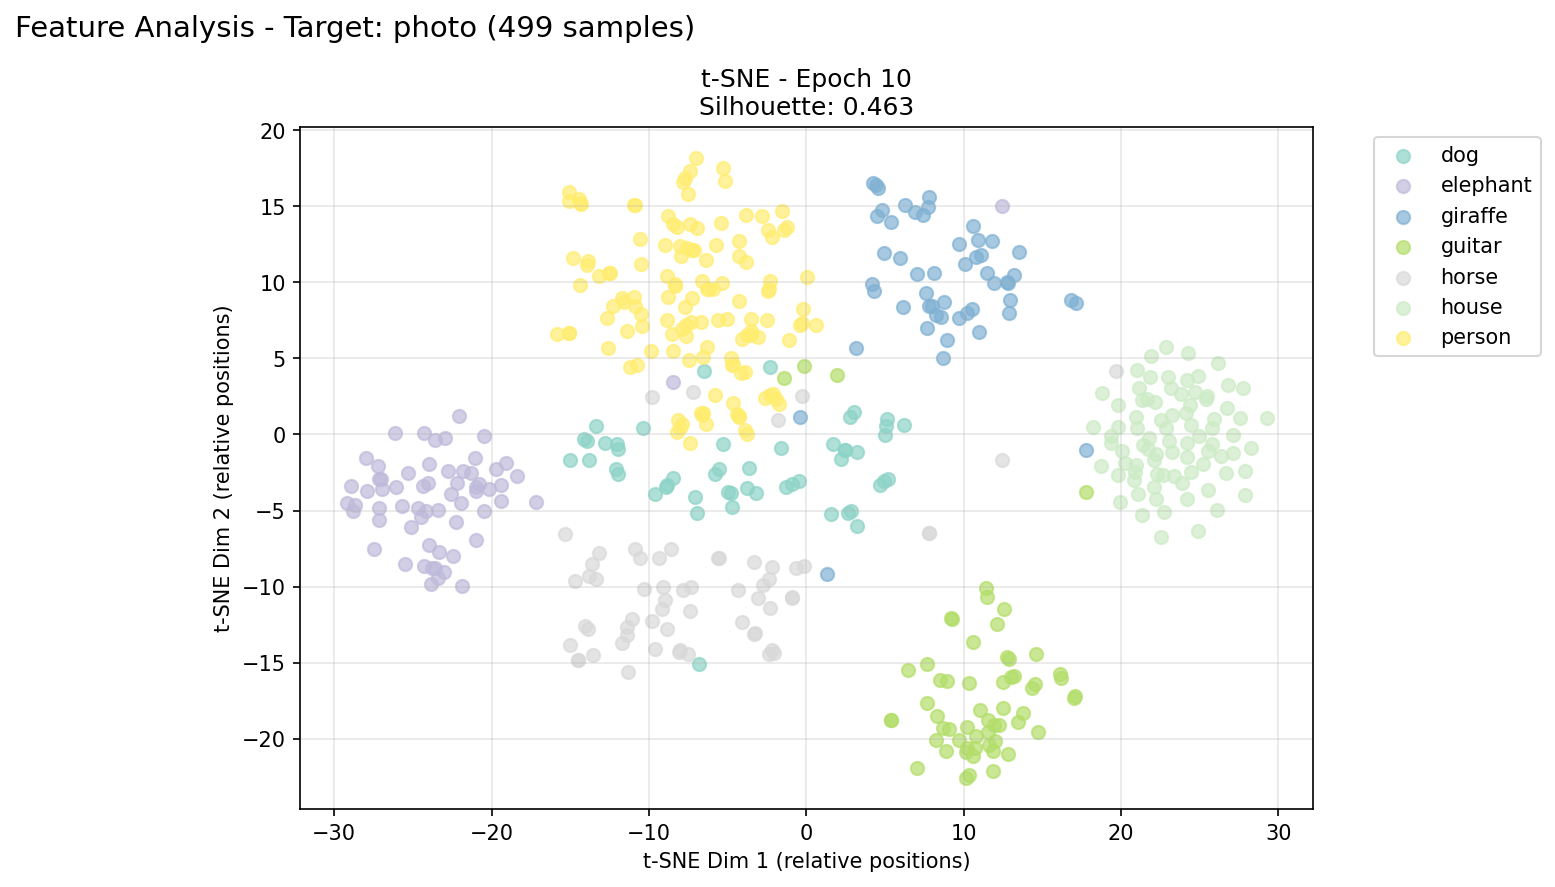 Feature Analysis - Target: photo (499 samples)
t-SNE - Epoch 10
Silhouette: 0.463
20
15
10
5
0
−5
−10
−15
−20
t-SNE Dim 2 (relative positions)
−30
−20
−10
0
10
20
30
t-SNE Dim 1 (relative positions)
dog
elephant
giraffe
guitar
horse
house
person